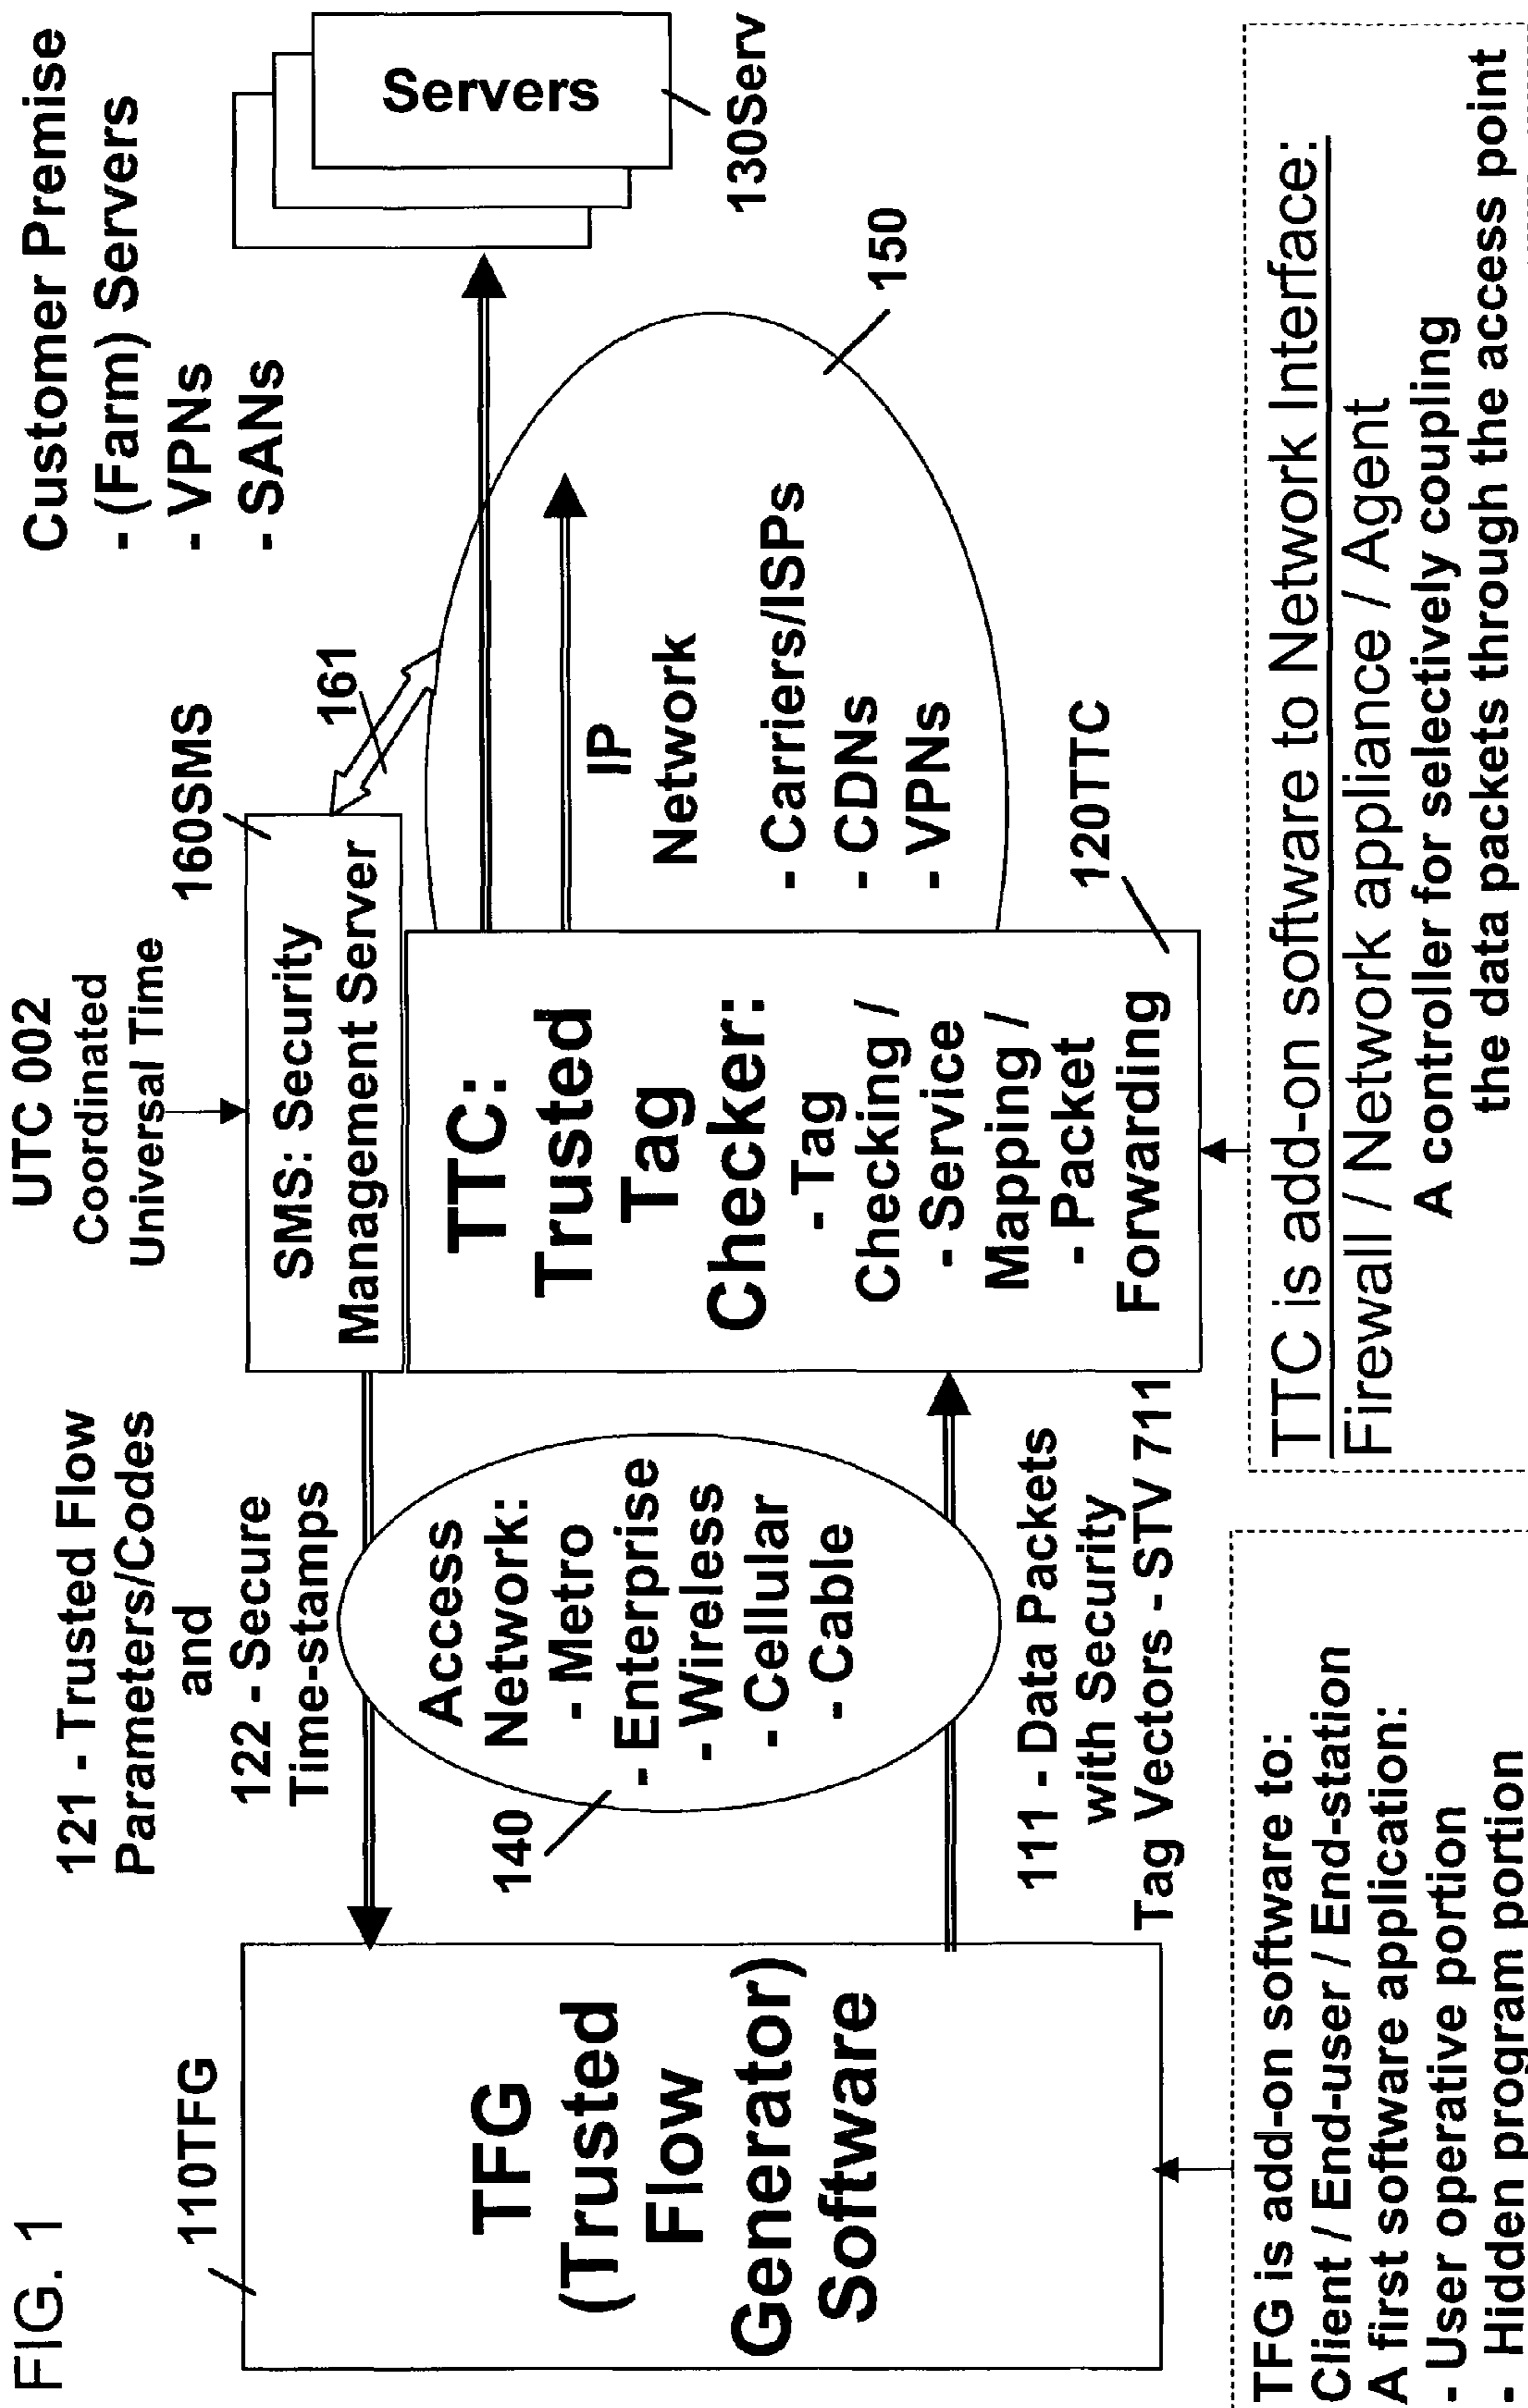 FIG. 1
110TFG
TFG
(Trusted
Flow
Generator)
Software
121 - Trusted Flow
Parameters/Codes
and
122 - Secure
Time-stamps
140
Access
Network:
- Metro
- Enterprise
- Wireless
- Cellular
- Cable
111 - Data Packets
with Security
Tag Vectors - STV 711
UTC 002
Coordinated
Universal Time
160SMS
SMS: Security
Management Server
161
TTC:
Trusted
Tag
Checker:
- Tag
Checking /
- Service
Mapping /
- Packet
Forwarding
120TTC
IP
Network
- Carriers/ISPs
- CDNs
- VPNs
150
Customer Premise
- (Farm) Servers
- VPNs
- SANs
Servers
130Serv
TFG is add-on software to:
Client / End-user / End-station
A first software application:
- User operative portion
- Hidden program portion
TTC is add-on software to Network Interface:
Firewall / Network appliance / Agent
A controller for selectively coupling
the data packets through the access point